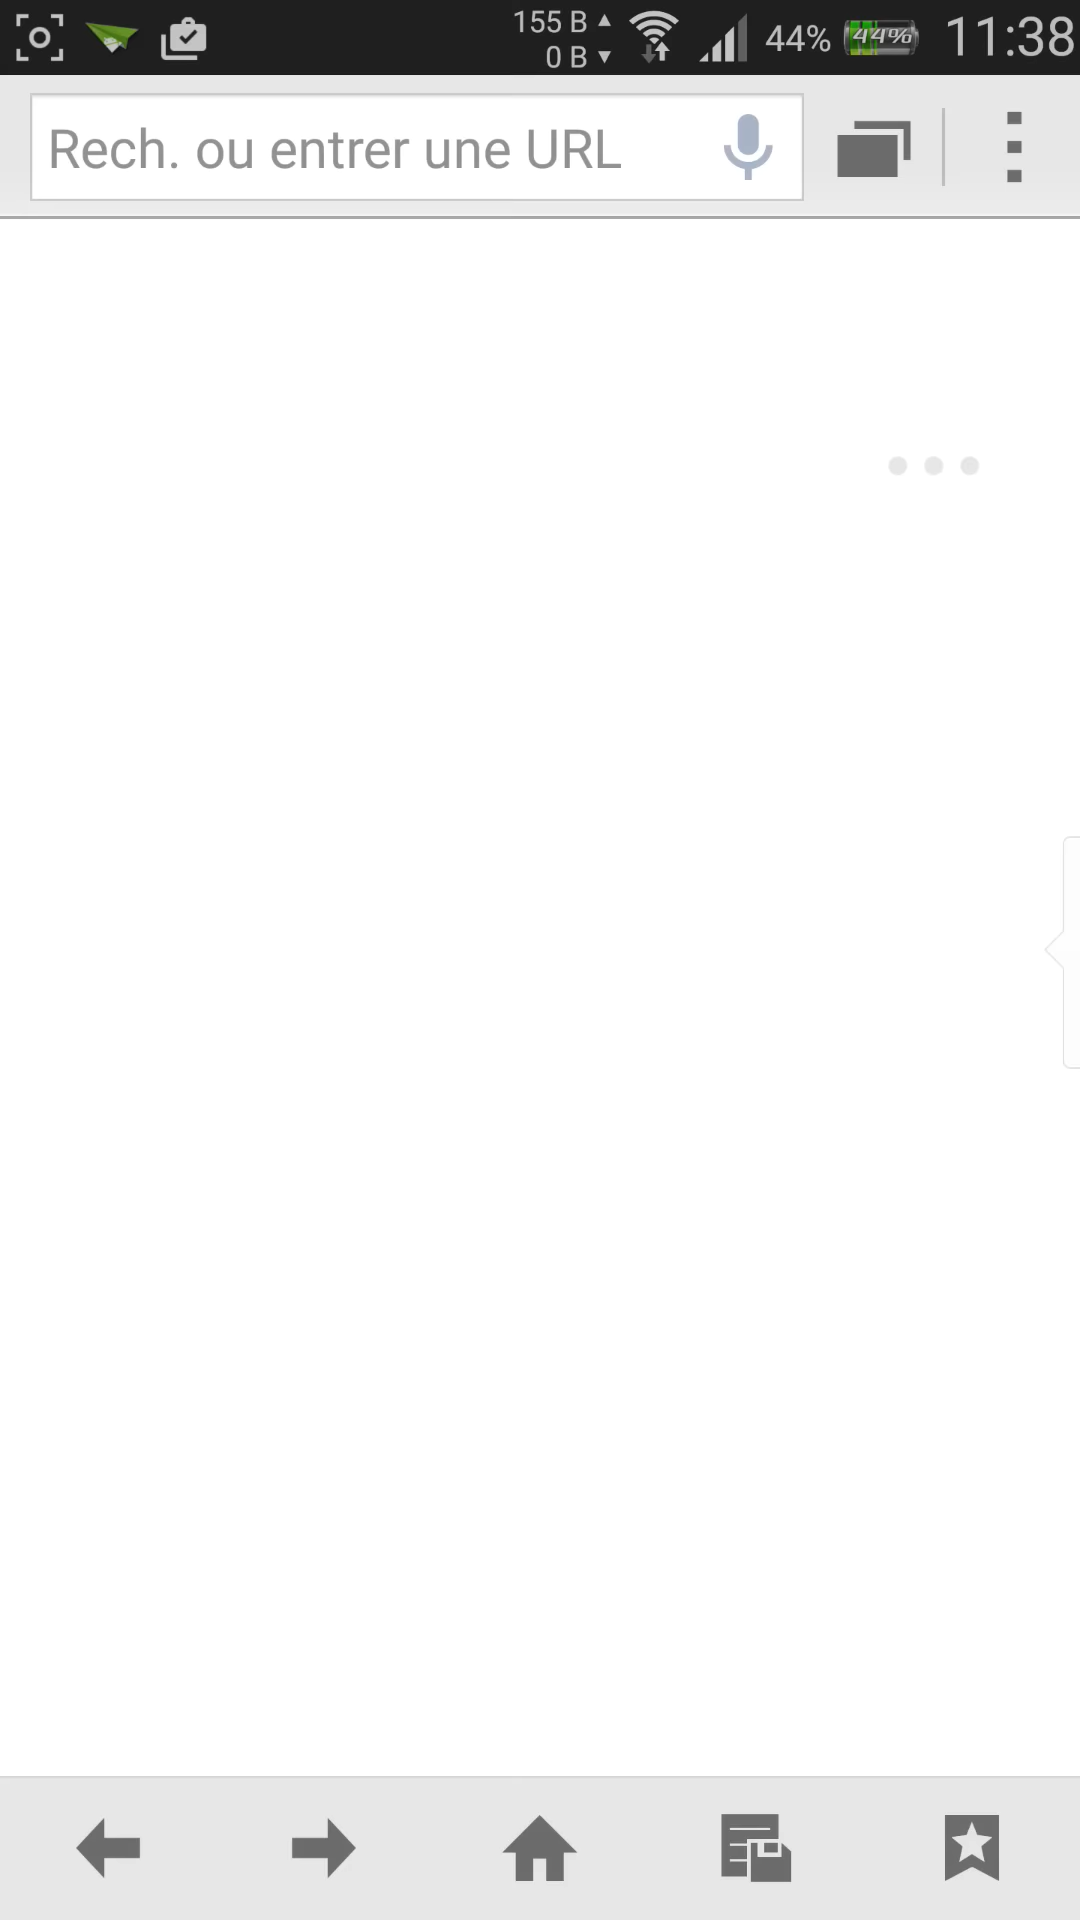 155 B ▲
0 B ▼
44% 44% 11:38
Rech. ou entrer une URL